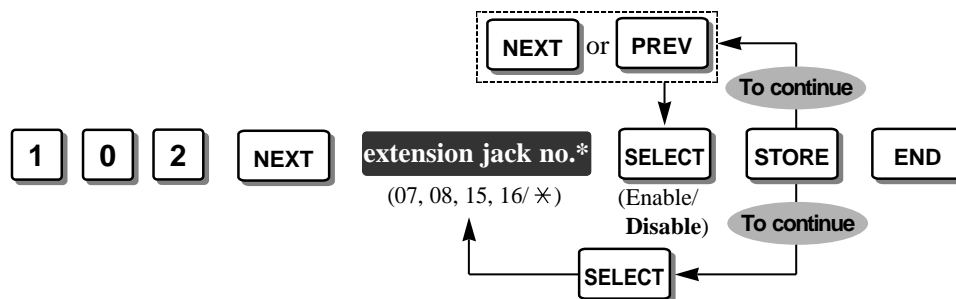 NEXT or PREV
To continue
1 0 2 NEXT extension jack no.* SELECT STORE END
(07, 08, 15, 16/ ✳) (Enable/
Disable) To continue
SELECT